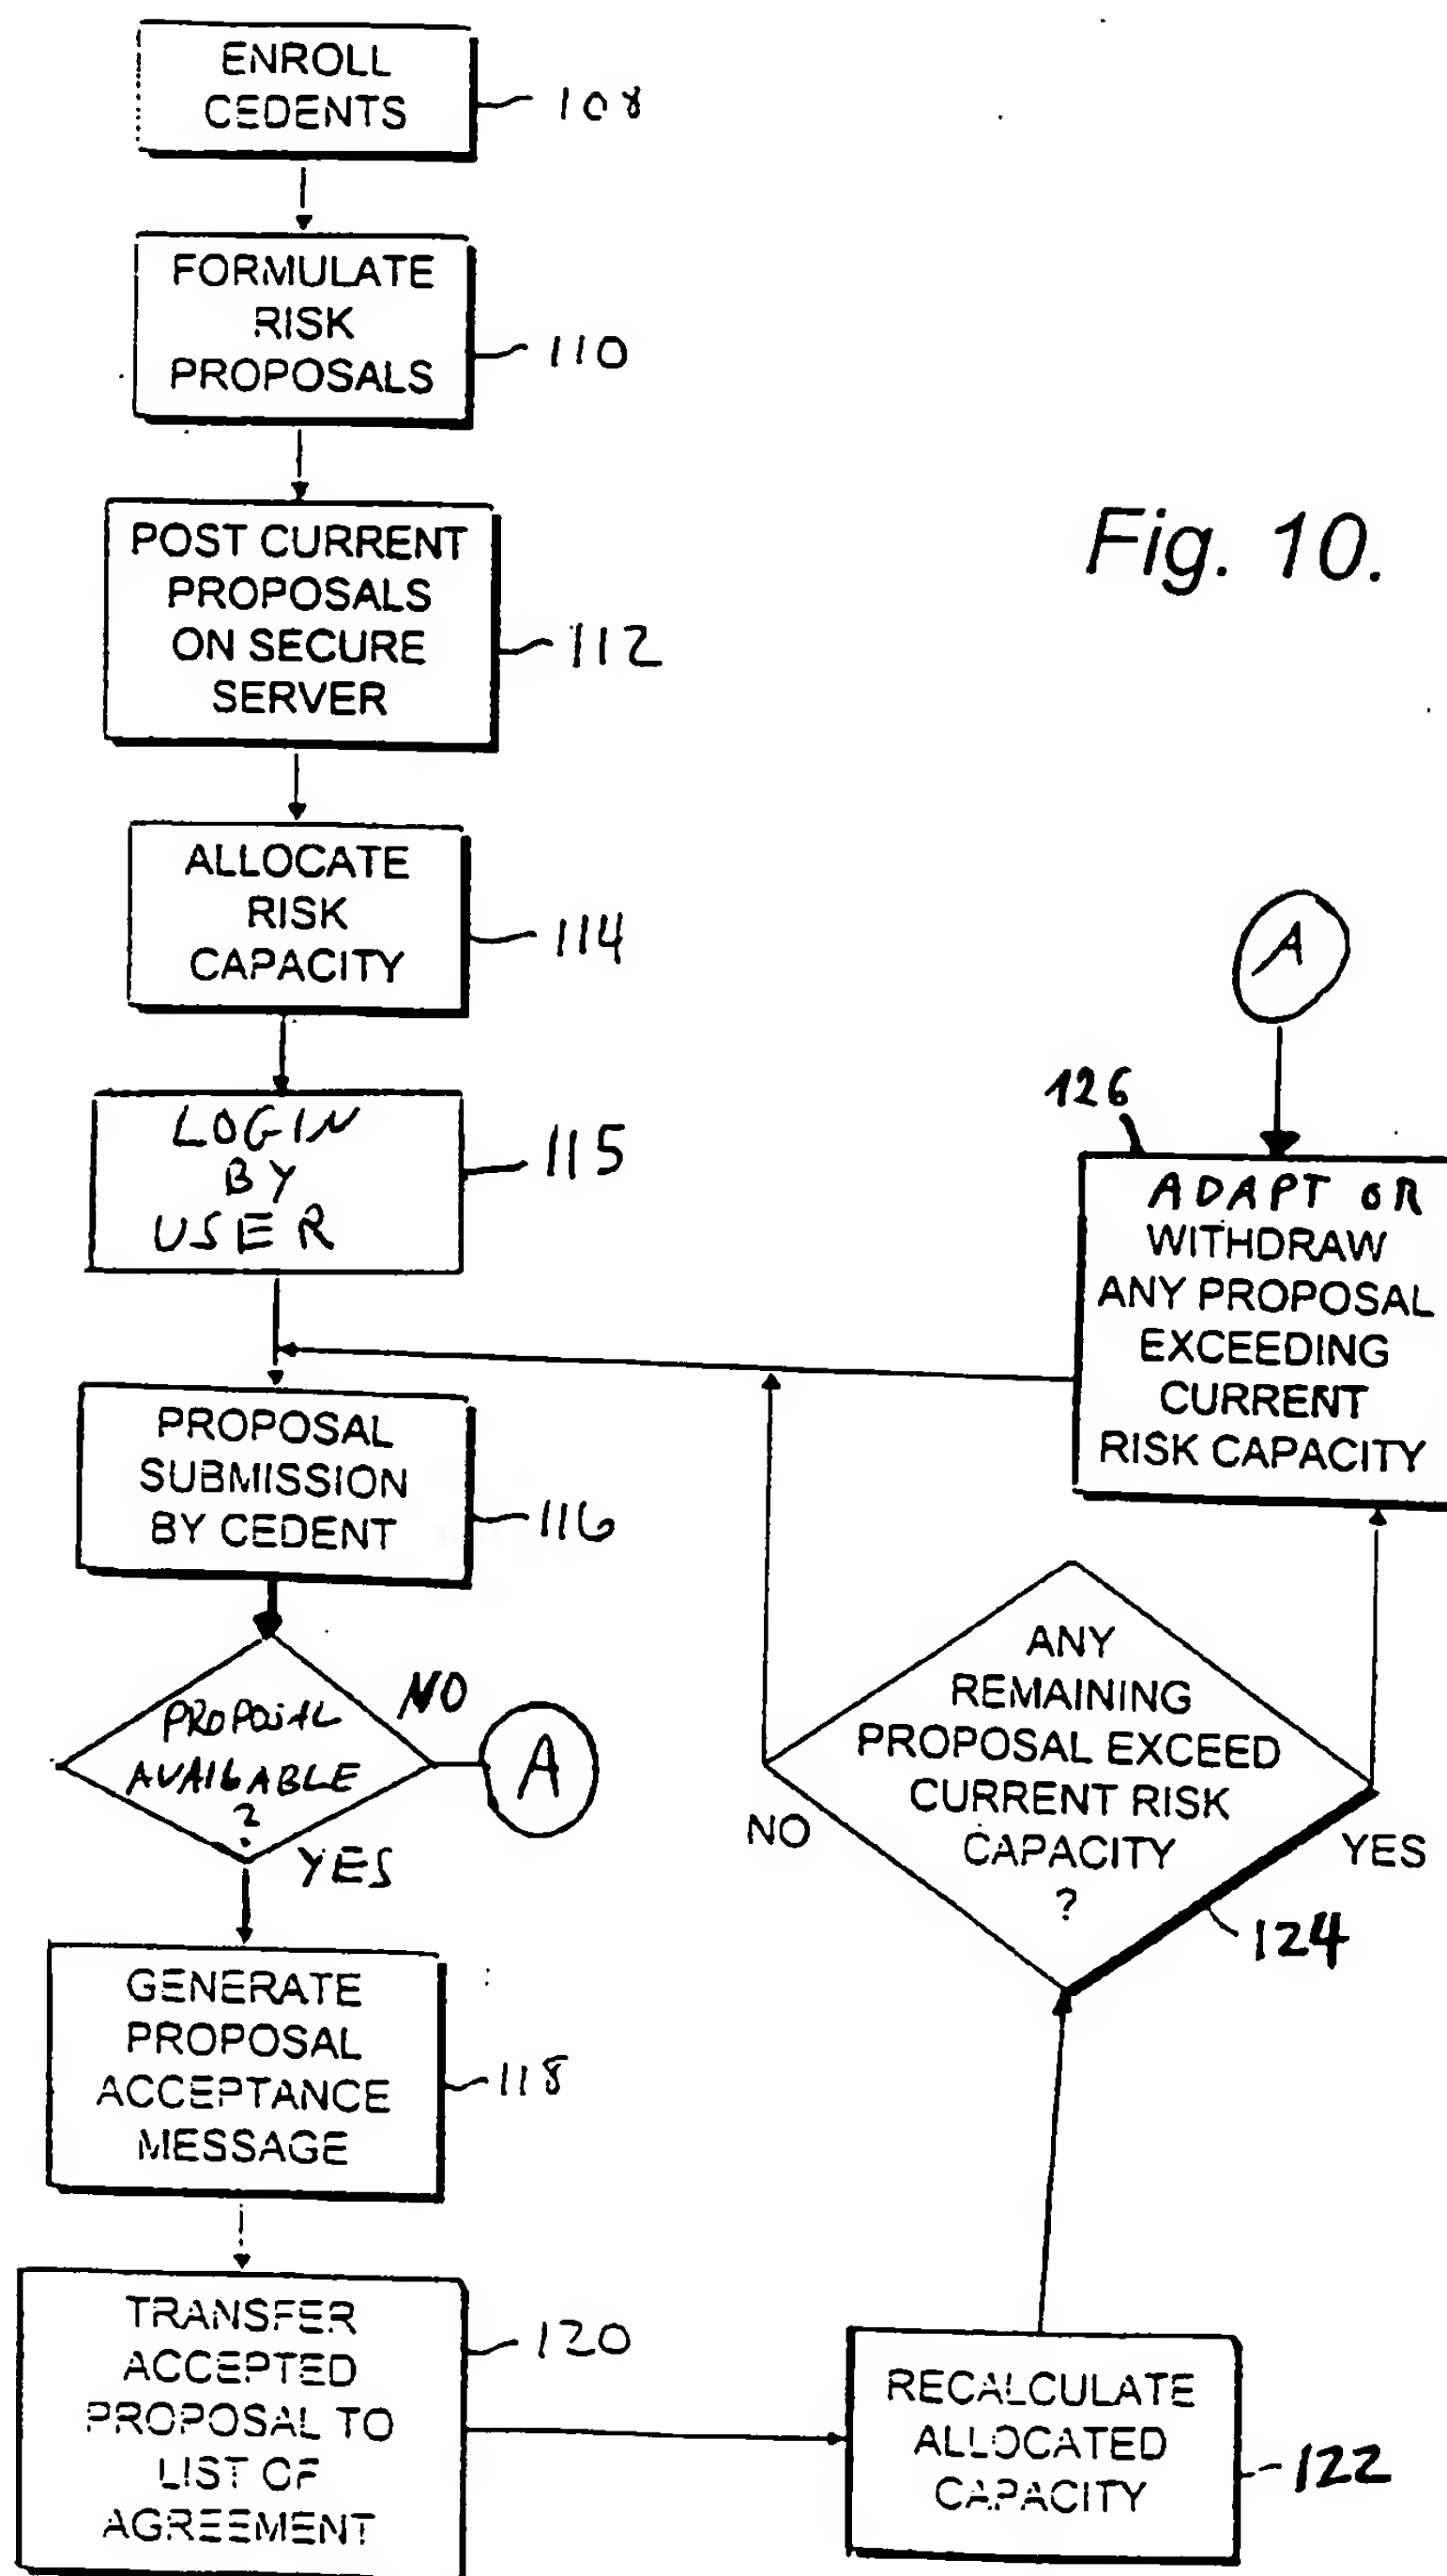 ENROLL
CEDENTS
108
FORMULATE
RISK
PROPOSALS
110
POST CURRENT
PROPOSALS
ON SECURE
SERVER
112
Fig. 10.
ALLOCATE
RISK
CAPACITY
114
LOGIN
BY
USER
115
A
126
ADAPT OR
WITHDRAW
ANY PROPOSAL
EXCEEDING
CURRENT
RISK CAPACITY
PROPOSAL
SUBMISSION
BY CEDENT
116
PROPOSAL
AVAILABLE
?
NO
A
YES
ANY
REMAINING
PROPOSAL EXCEED
CURRENT RISK
CAPACITY
?
NO
YES
124
GENERATE
PROPOSAL
ACCEPTANCE
MESSAGE
118
TRANSFER
ACCEPTED
PROPOSAL TO
LIST OF
AGREEMENT
120
RECALCULATE
ALLOCATED
CAPACITY
122